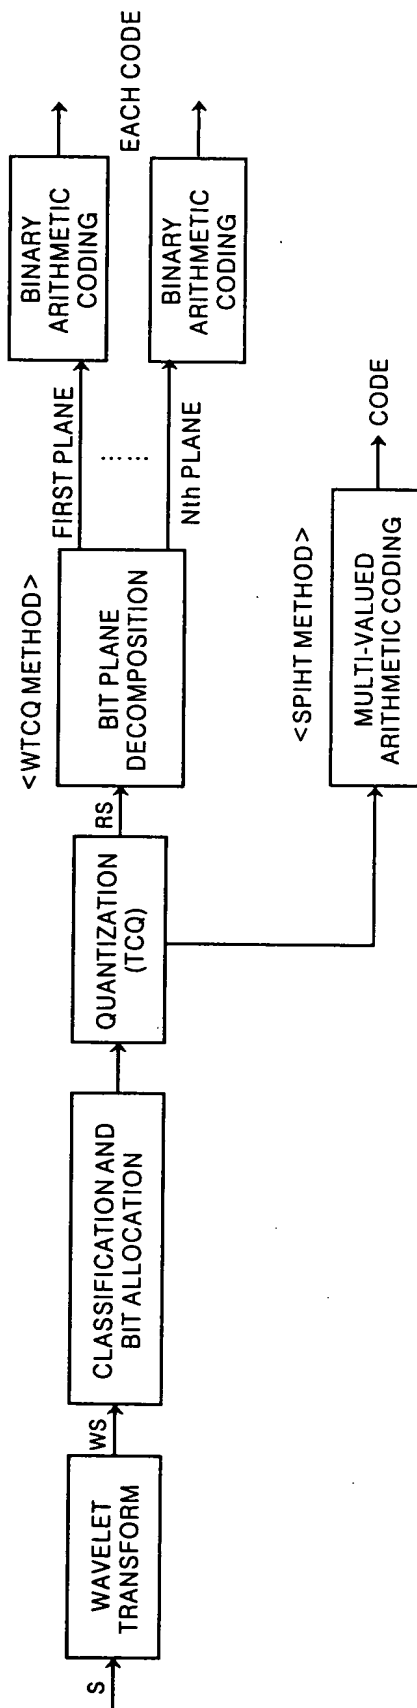 S
WAVELET
TRANSFORM
WS
CLASSIFICATION AND
BIT ALLOCATION
QUANTIZATION
(TCQ)
RS
<WTCQ METHOD>
BIT PLANE
DECOMPOSITION
FIRST PLANE
......
Nth PLANE
BINARY
ARITHMETIC
CODING
BINARY
ARITHMETIC
CODING
EACH CODE
<SPIHT METHOD>
MULTI-VALUED
ARITHMETIC CODING
CODE